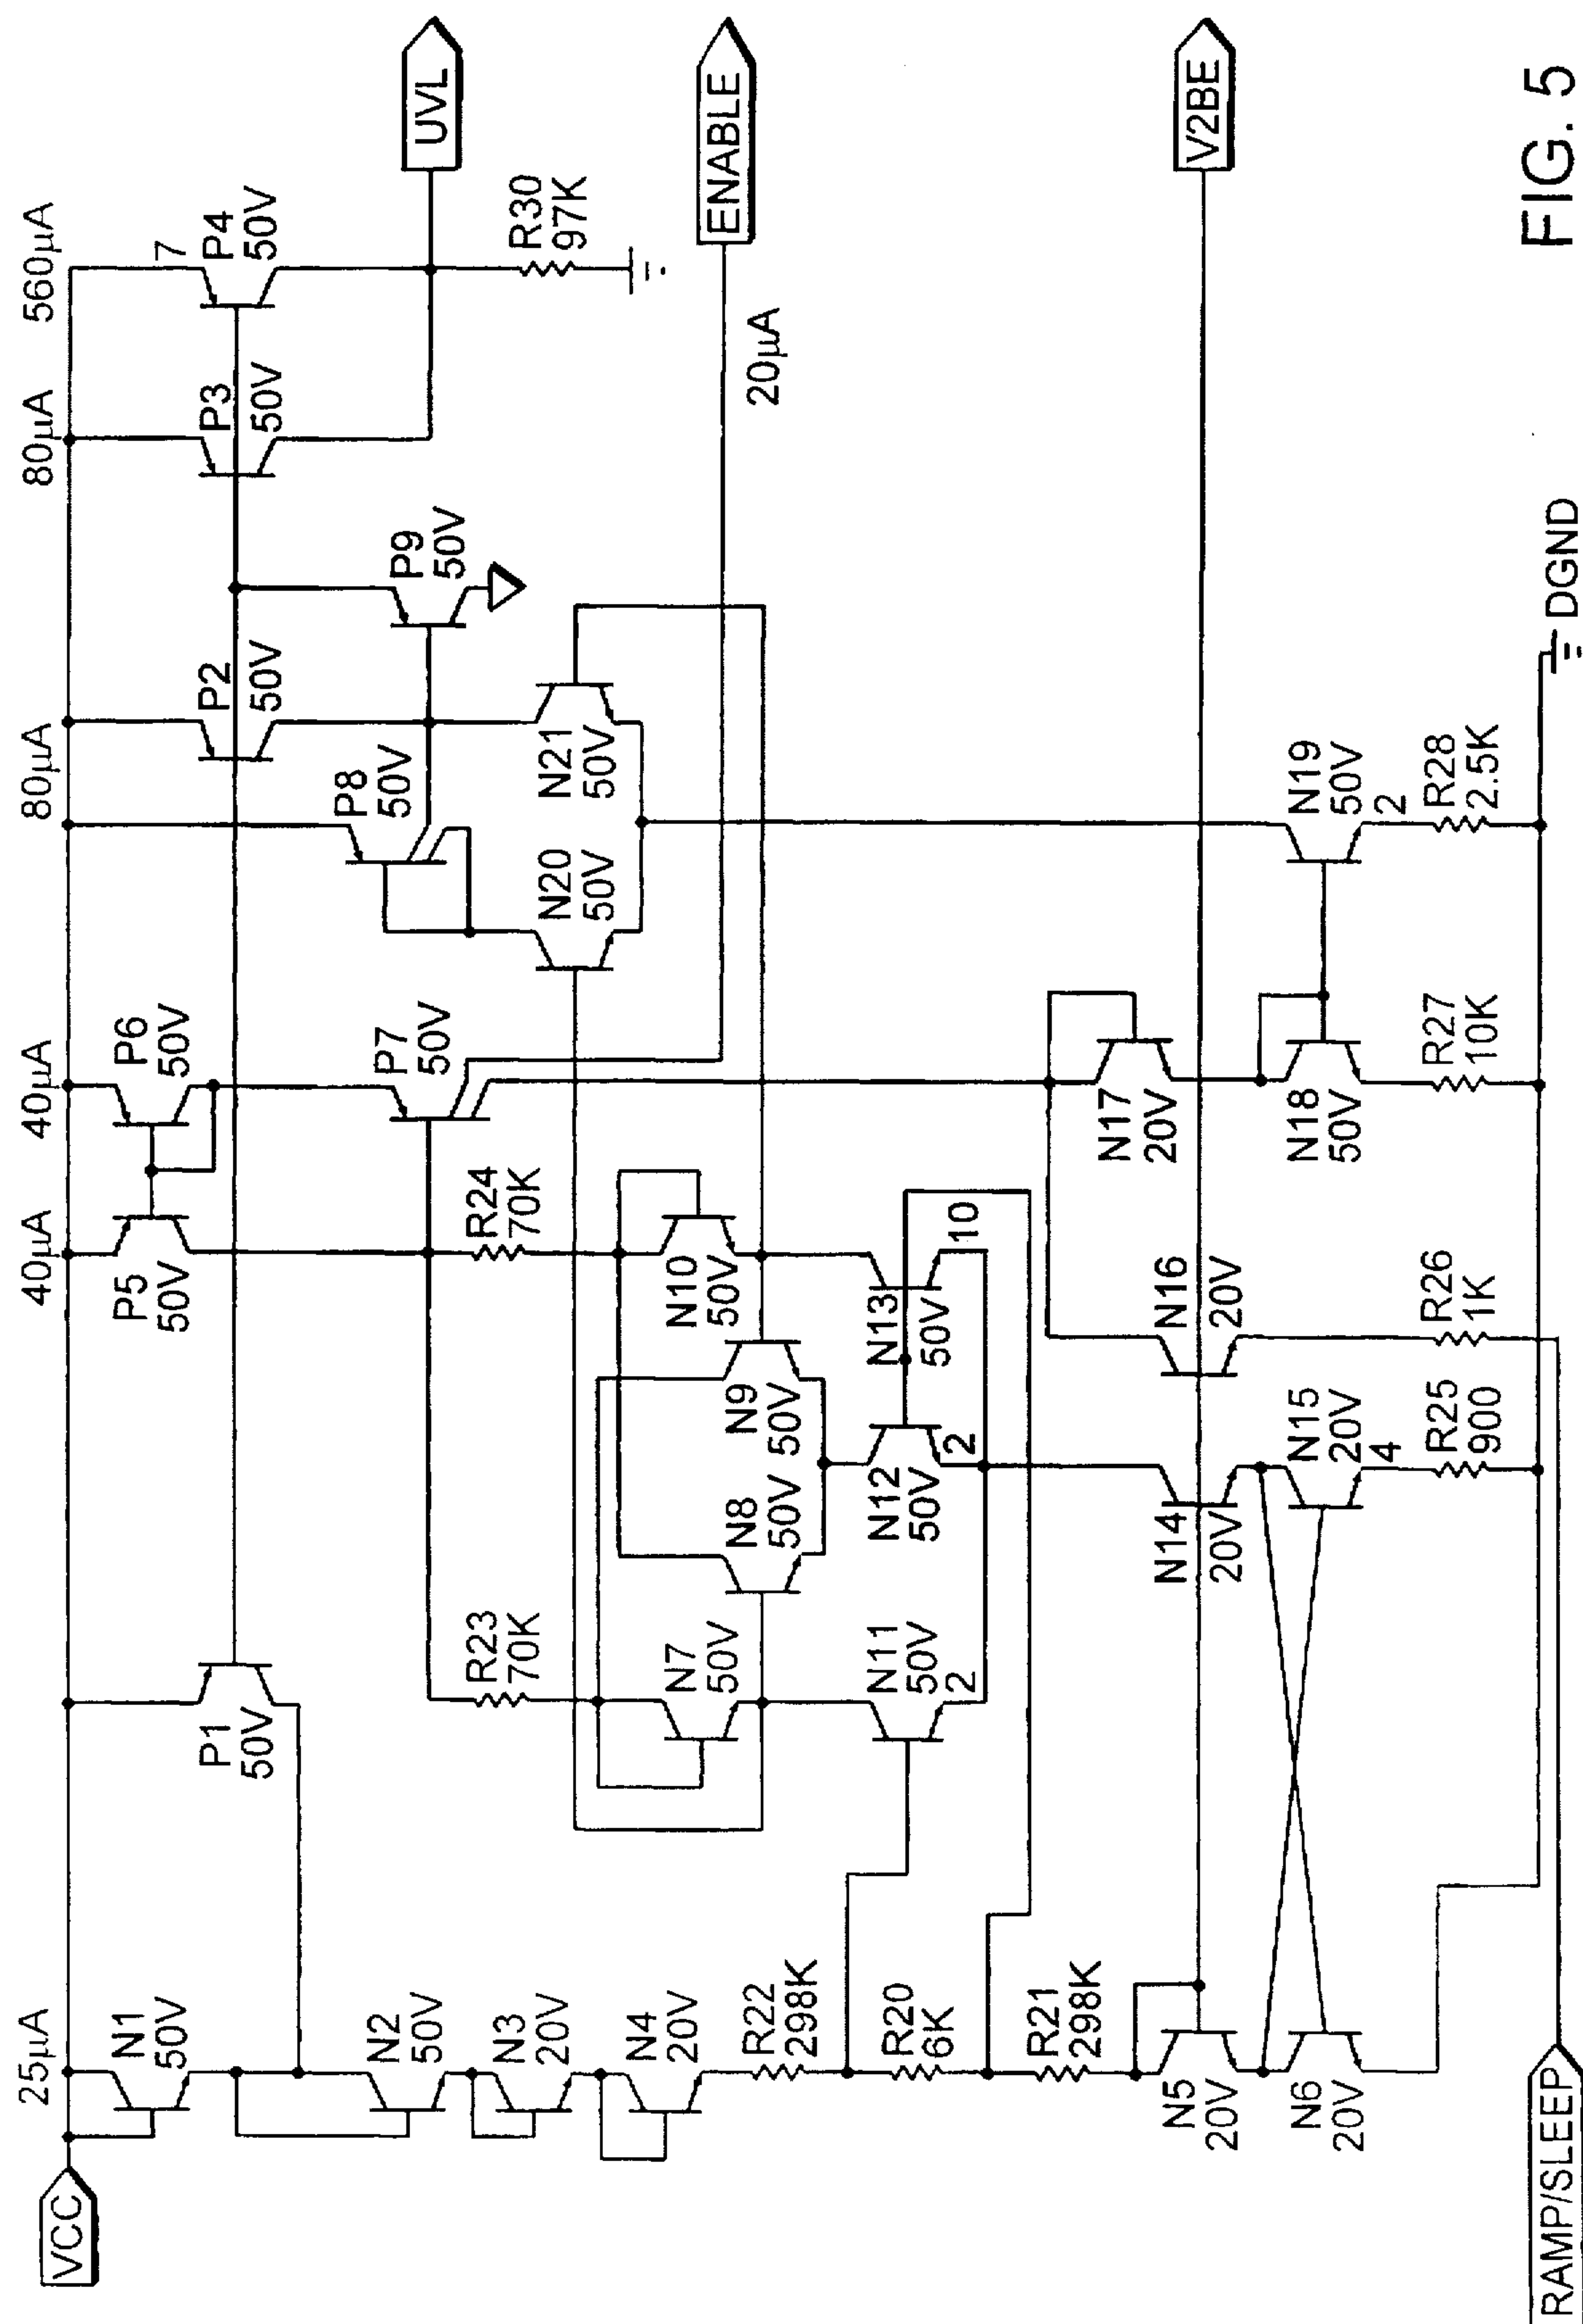 VCC
25µA
N1
50V
N2
50V
N3
20V
N4
20V
R22
298K
R20
6K
R21
298K
N5
20V
N6
20V
RAMP/SLEEP
P1
50V
R23
70K
N7
50V
N8
50V
N9
50V
N11
50V
2
N12
50V
2
N13
50V
10
N14
20V
N15
20V
4
R25
900
N16
20V
R26
1K
40µA
P5
50V
40µA
P6
50V
P7
50V
R24
70K
N10
50V
N17
20V
N18
50V
R27
10K
80µA
P2
50V
P8
50V
P9
50V
N20
50V
N21
50V
N19
50V
2
R28
2.5K
DGND
80µA
P3
50V
560µA
7
P4
50V
R30
97K
20µA
UVL
ENABLE
V2BE
FIG. 5